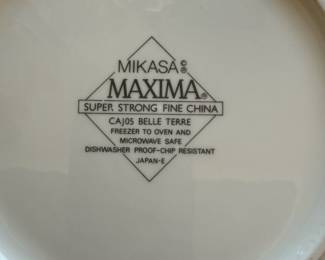 MIKASA©®
MAXIMA®
SUPER STRONG FINE CHINA
CAJ05 BELLE TERRE
FREEZER TO OVEN AND
MICROWAVE SAFE
DISHWASHER PROOF-CHIP RESISTANT
JAPAN-E